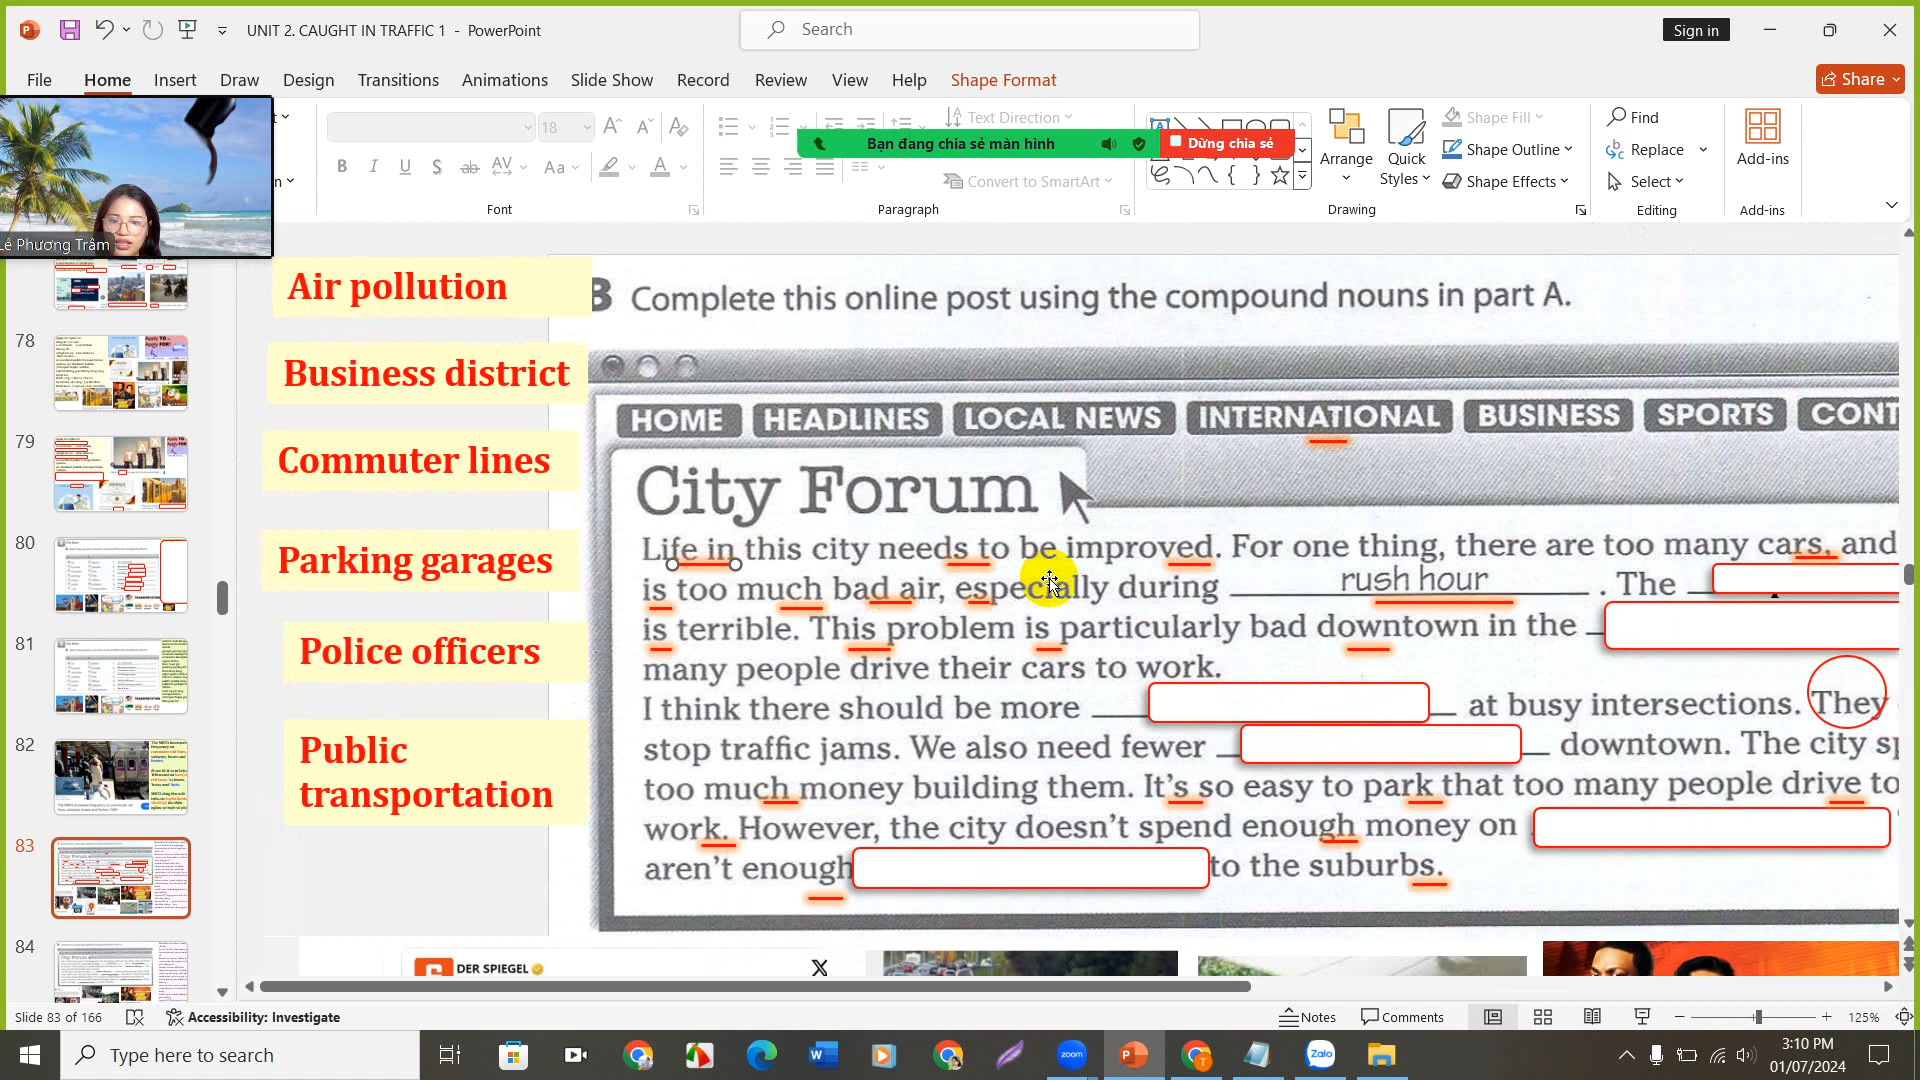 UNIT 2. CAUGHT IN TRAFFIC 1 - PowerPoint
Search
Sign in
File
Home
Insert
Draw
Design
Transitions
Animations
Slide Show
Record
Review
View
Help
Shape Format
Share
18
Text Direction
Convert to SmartArt
Bạn đang chia sẻ màn hình
Dừng chia sẻ
Arrange
Quick Styles
Shape Fill
Shape Outline
Shape Effects
Find
Replace
Select
Add-ins
Font
Paragraph
Drawing
Editing
Add-ins
Lê Phương Trâm
78
79
80
81
82
83
84
Air pollution
Business district
Commuter lines
Parking garages
Police officers
Public
transportation
B Complete this online post using the compound nouns in part A.
HOME HEADLINES LOCAL NEWS INTERNATIONAL BUSINESS SPORTS CONT
City Forum
Life in this city needs to be improved. For one thing, there are too many cars, and
is too much bad air, especially during rush hour . The
is terrible. This problem is particularly bad downtown in the
many people drive their cars to work.
I think there should be more at busy intersections. They
stop traffic jams. We also need fewer downtown. The city sp
too much money building them. It's so easy to park that too many people drive to
work. However, the city doesn't spend enough money on
aren't enough to the suburbs.
DER SPIEGEL
X
Slide 83 of 166
Accessibility: Investigate
Notes
Comments
125%
Type here to search
zoom
Zalo
3:10 PM
01/07/2024